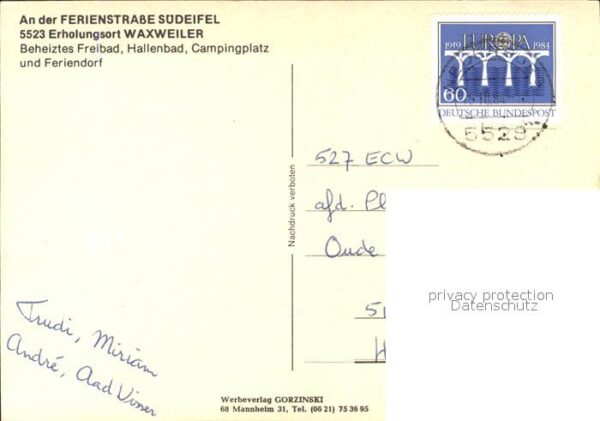 An der FERIENSTRAßE SÜDEIFEL
5523 Erholungsort WAXWEILER
Beheiztes Freibad, Hallenbad, Campingplatz
und Feriendorf
1959 EUROPA 1984
60
DEUTSCHE BUNDESPOST
5529
Nachdruck verboten
527 ECW
afd. Pl
Oude
H
privacy protection
Datenschutz
Trudi, Miriam
André, Aad Visser
Werbeverlag GORZINSKI
68 Mannheim 31, Tel. (06 21) 75 36 95